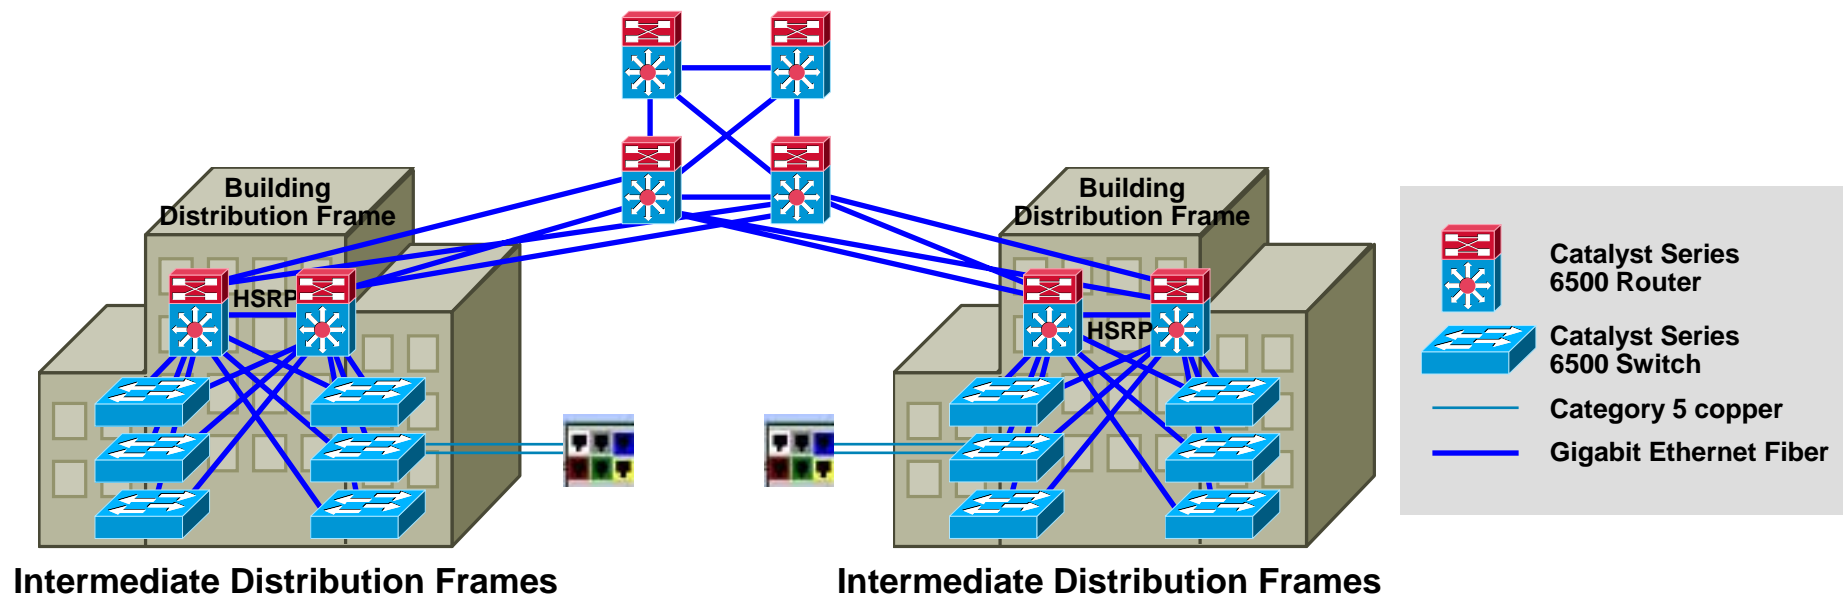 Building
Distribution Frame
HSRP
Intermediate Distribution Frames
Building
Distribution Frame
HSRP
Intermediate Distribution Frames
Catalyst Series
6500 Router
Catalyst Series
6500 Switch
Category 5 copper
Gigabit Ethernet Fiber